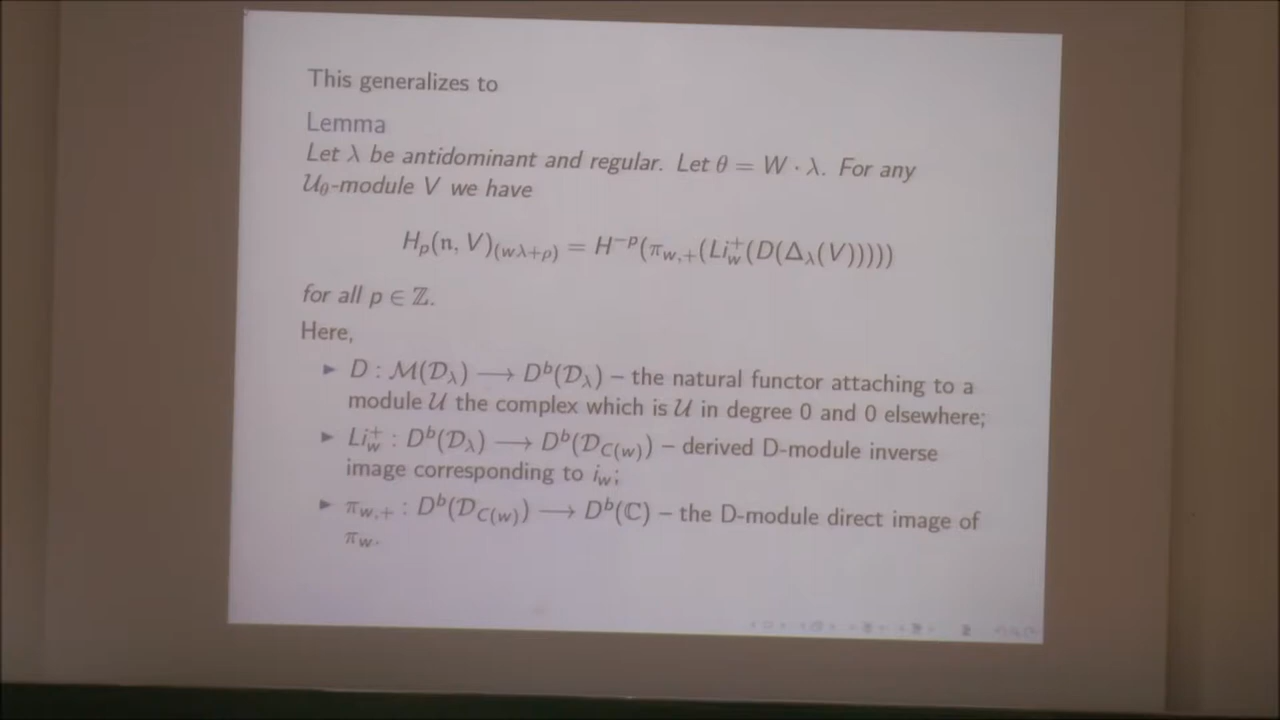 This generalizes to
Lemma
Let λ be antidominant and regular. Let θ = W · λ. For any
𝒰_θ-module V we have
H_p(𝔫, V)_(wλ+ρ) = H^{−p}(π_{w,+}(Li_w^+(D(Δ_λ(V)))))
for all p ∈ ℤ.
Here,
▶ D : ℳ(𝒟_λ) ⟶ D^b(𝒟_λ) – the natural functor attaching to a
module 𝒰 the complex which is 𝒰 in degree 0 and 0 elsewhere;
▶ Li_w^+ : D^b(𝒟_λ) ⟶ D^b(𝒟_{C(w)}) – derived D-module inverse
image corresponding to i_w;
▶ π_{w,+} : D^b(𝒟_{C(w)}) ⟶ D^b(ℂ) – the D-module direct image of
π_w.